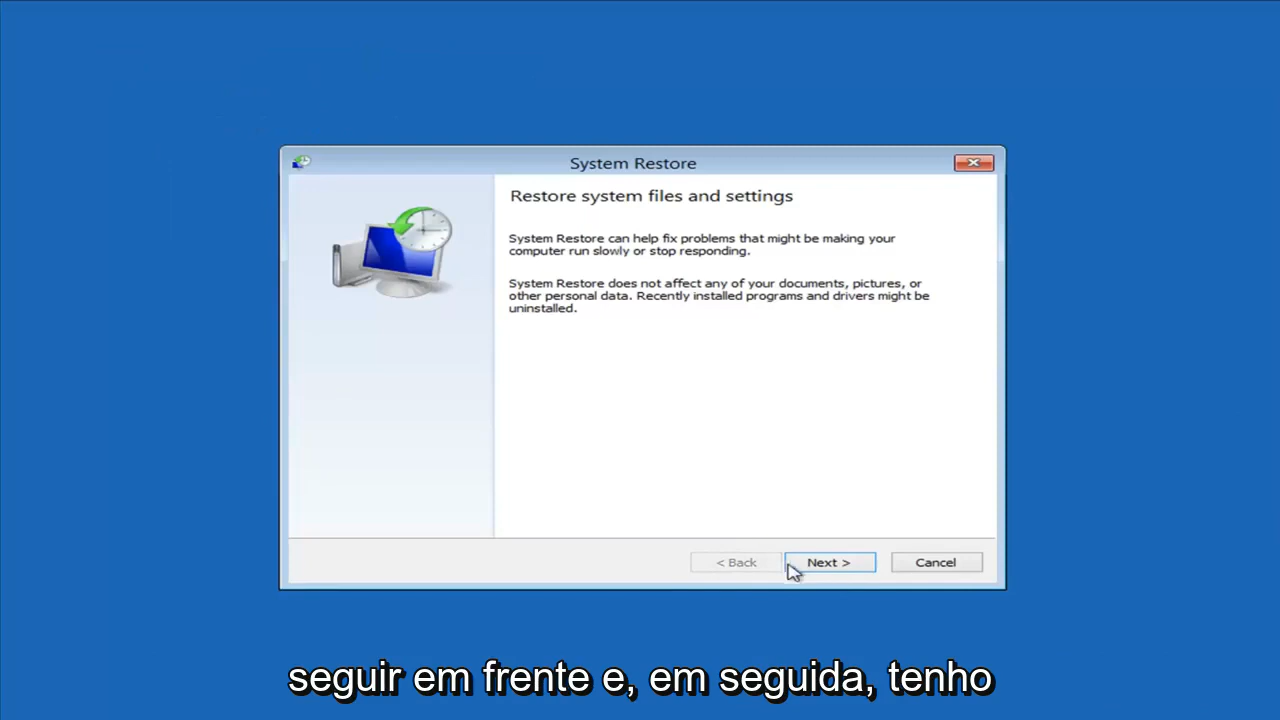 System Restore
Restore system files and settings
System Restore can help fix problems that might be making your
computer run slowly or stop responding.
System Restore does not affect any of your documents, pictures, or
other personal data. Recently installed programs and drivers might be
uninstalled.
< Back
Next >
Cancel
seguir em frente e, em seguida, tenho